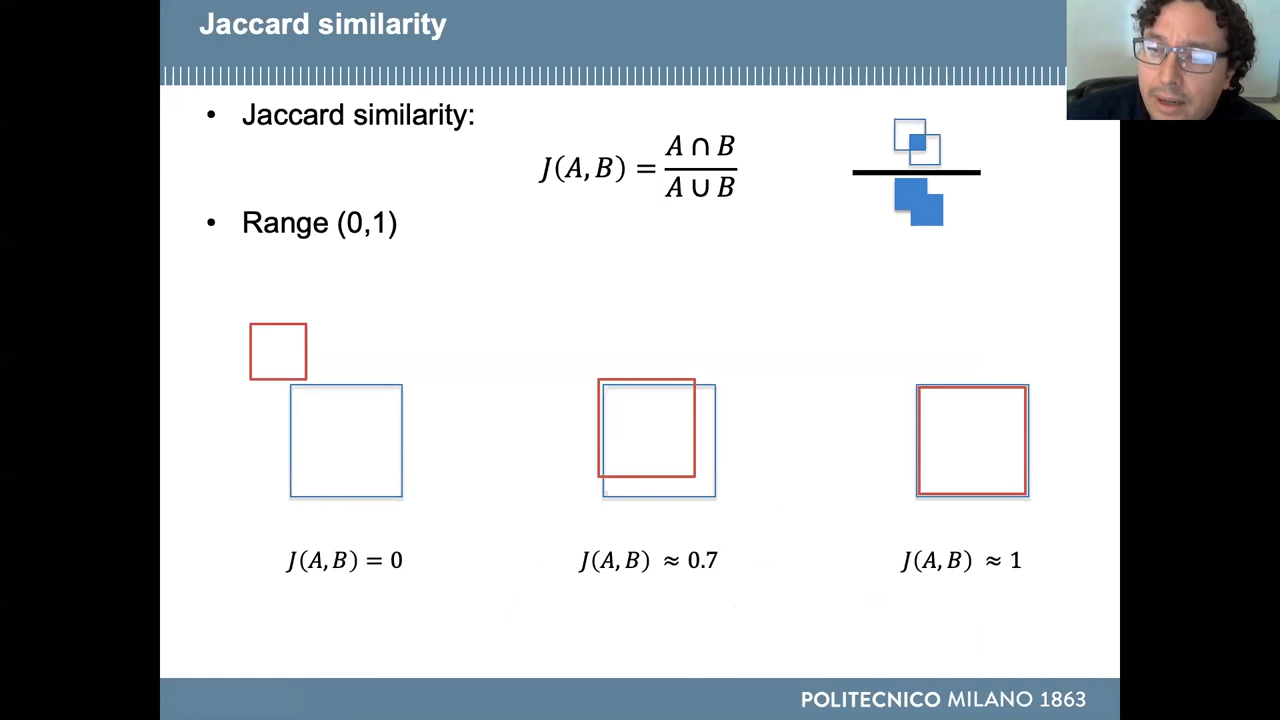 Jaccard similarity
• Jaccard similarity:
J(A, B) = A ∩ B / A ∪ B
• Range (0,1)
J(A, B) = 0
J(A, B) ≈ 0.7
J(A, B) ≈ 1
POLITECNICO MILANO 1863